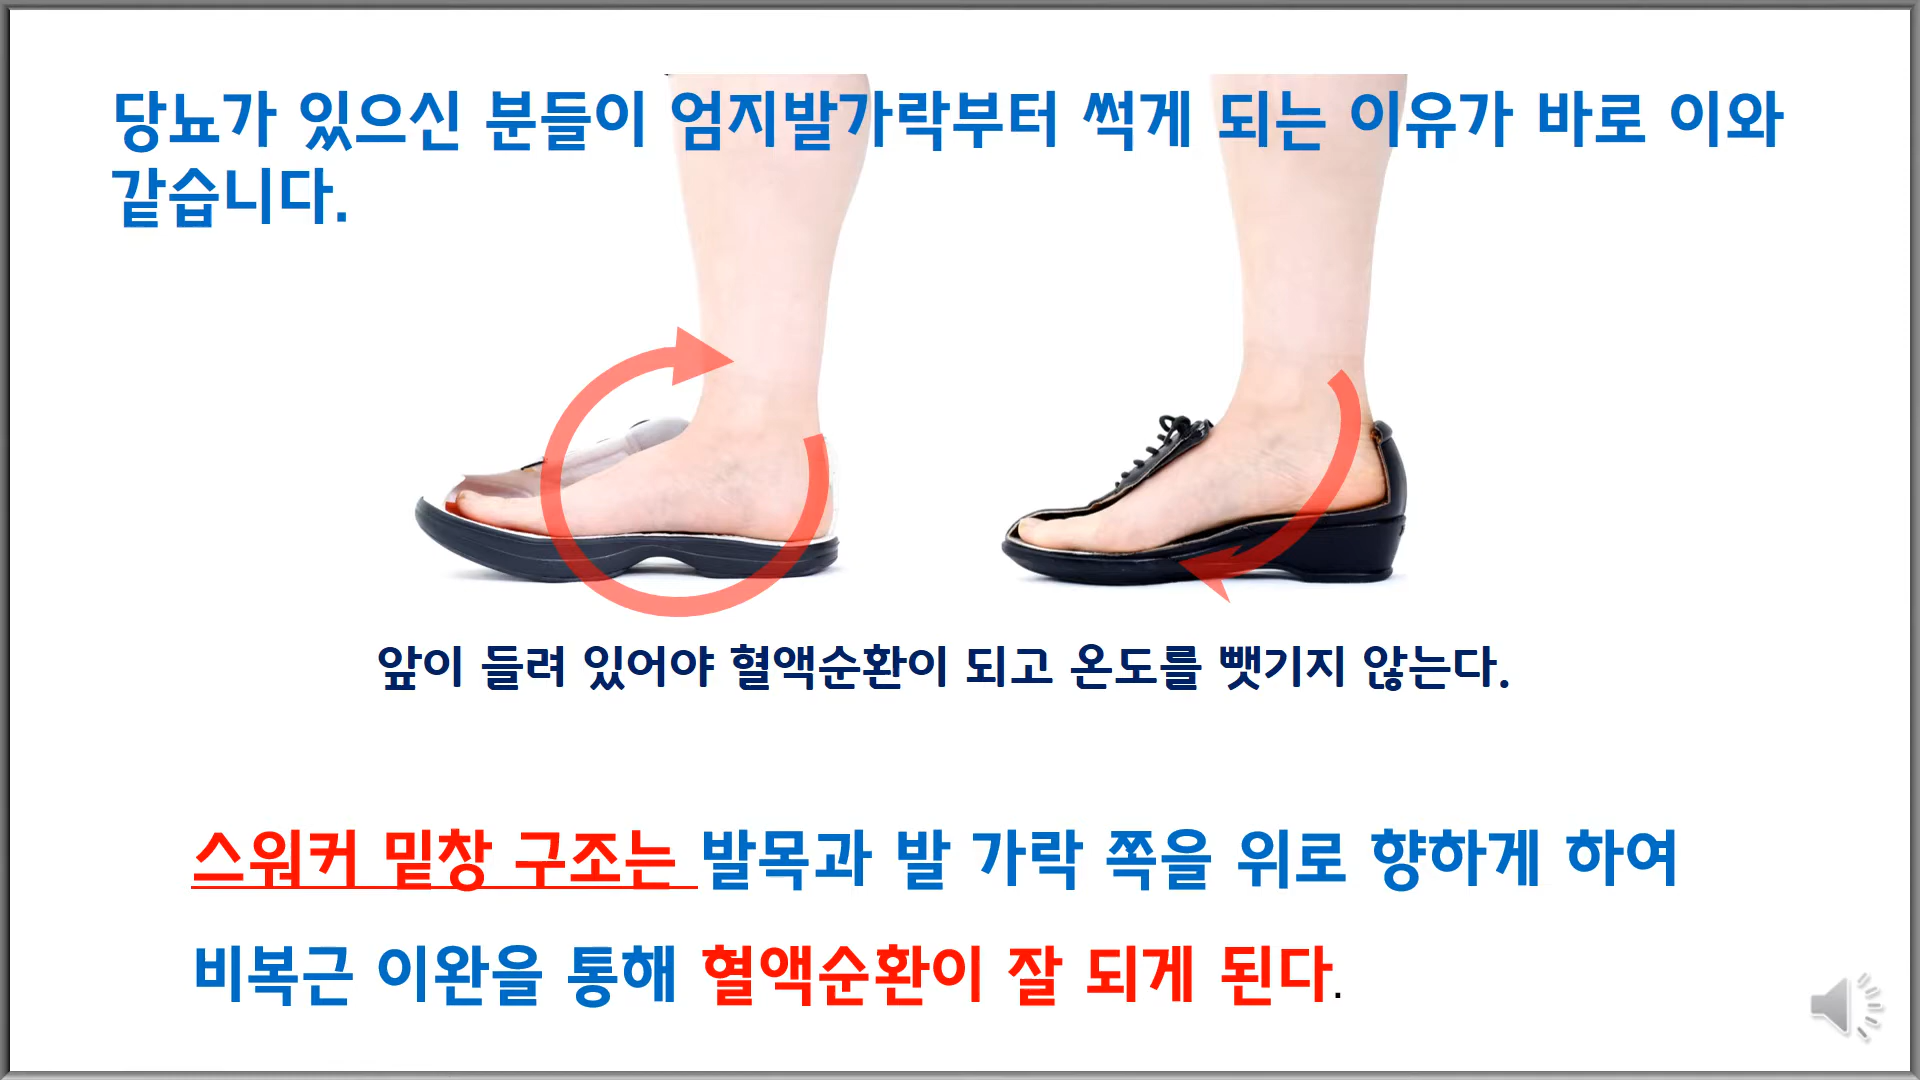 당뇨가 있으신 분들이 엄지발가락부터 썩게 되는 이유가 바로 이와
같습니다.
앞이 들려 있어야 혈액순환이 되고 온도를 뺏기지 않는다.
스워커 밑창 구조는 발목과 발 가락 쪽을 위로 향하게 하여
비복근 이완을 통해 혈액순환이 잘 되게 된다.